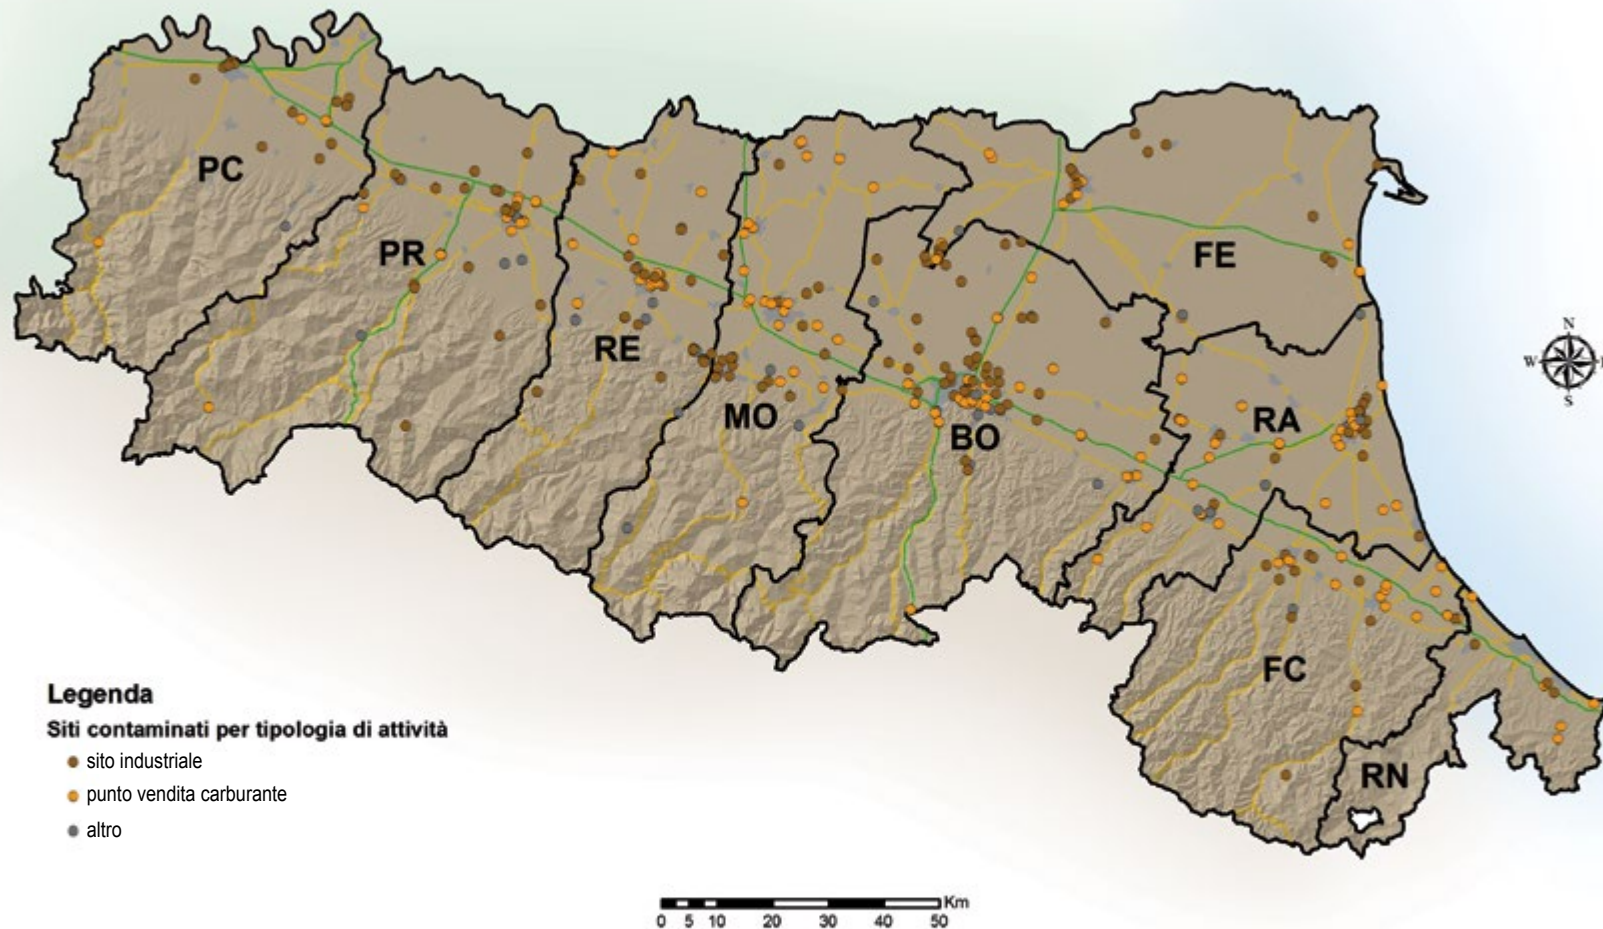 PC
PR
RE
MO
BO
FE
RA
FC
RN
N
W
S
Legenda
Siti contaminati per tipologia di attività
sito industriale
punto vendita carburante
altro
Km
0 5 10 20 30 40 50